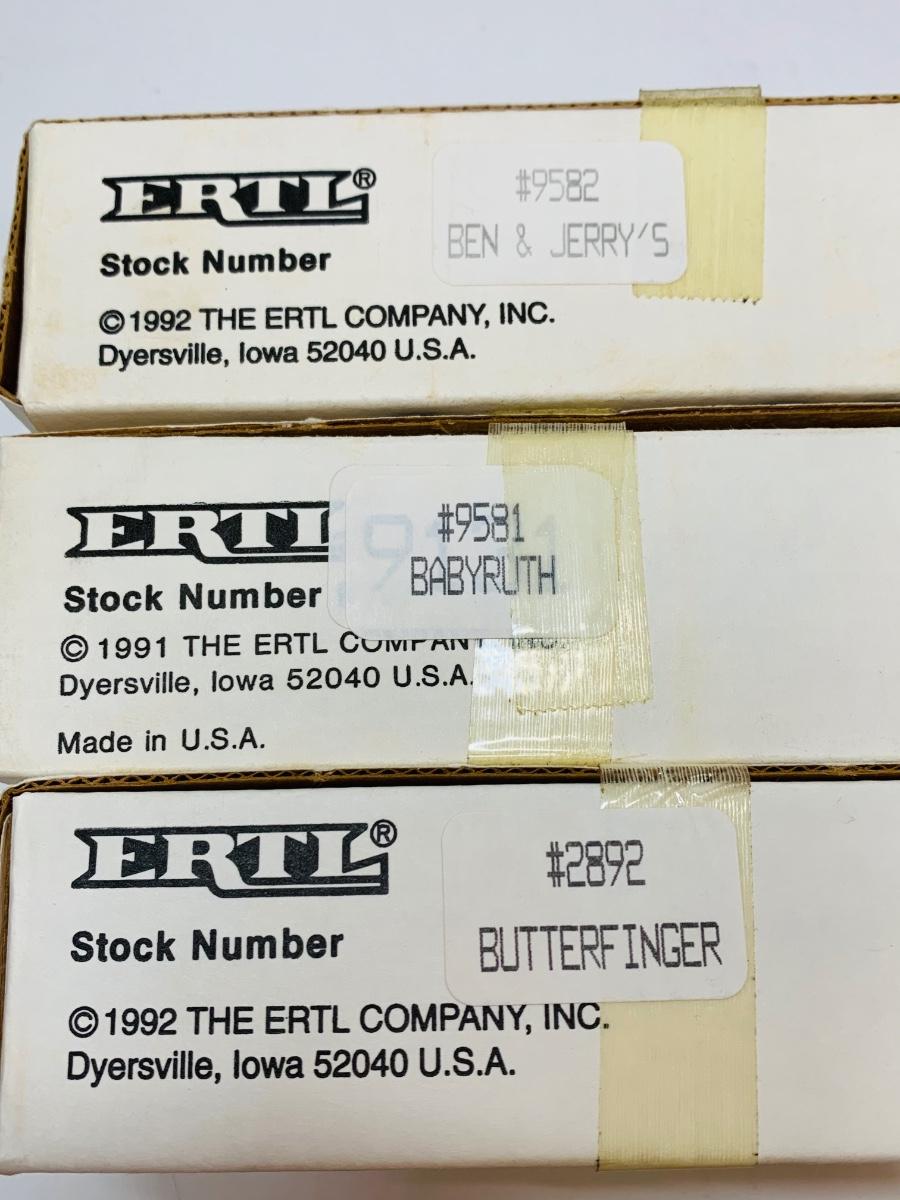 ERTL®
Stock Number
#9582
BEN & JERRY'S
©1992 THE ERTL COMPANY, INC.
Dyersville, Iowa 52040 U.S.A.
ERTL
Stock Number
#9581
BABYRUTH
© 1991 THE ERTL COMPANY
Dyersville, Iowa 52040 U.S.A.
Made in U.S.A.
ERTL®
Stock Number
#2892
BUTTERFINGER
©1992 THE ERTL COMPANY, INC.
Dyersville, Iowa 52040 U.S.A.